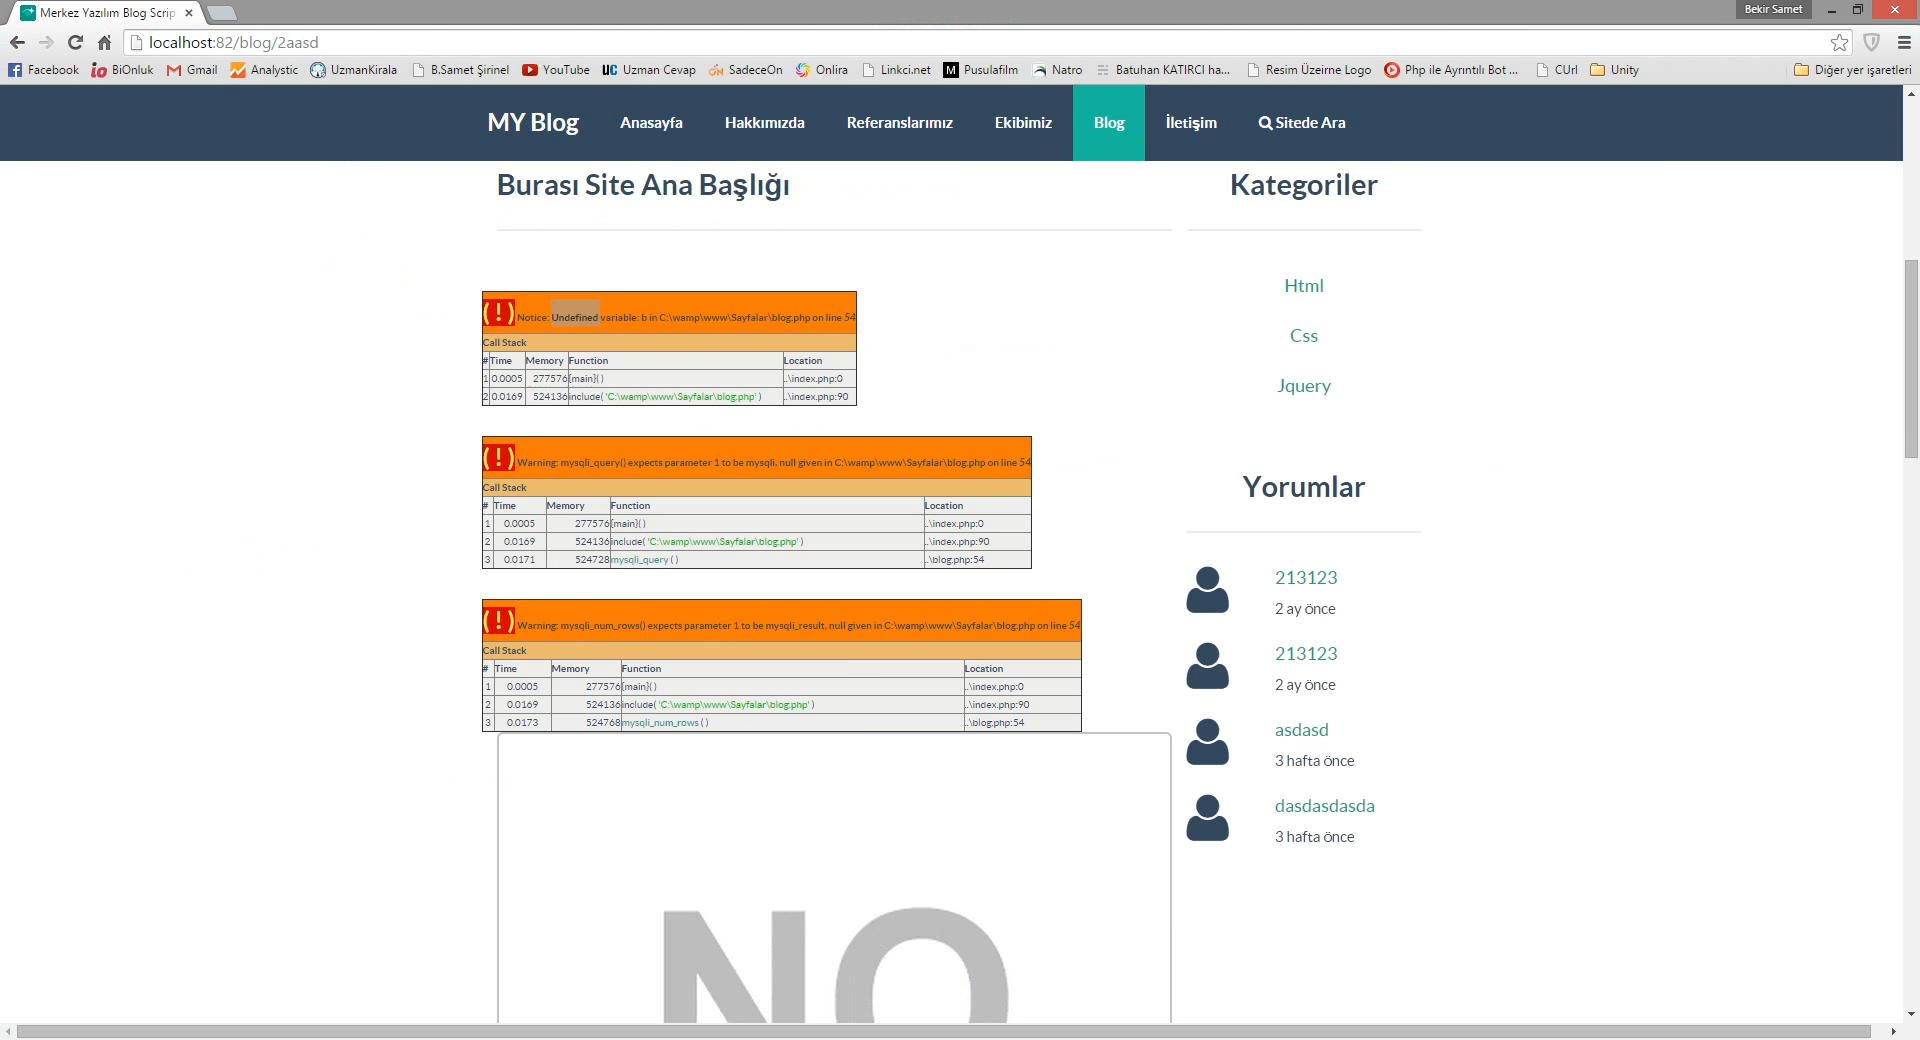 Merkez Yazılım Blog Scrip
Bekir Samet
localhost:82/blog/2aasd
Facebook BiOnluk Gmail Analystic UzmanKirala B.Samet Şirinel YouTube Uzman Cevap SadeceOn Onlira Linkci.net Pusulafilm Natro Batuhan KATIRCI ha... Resim Üzeirne Logo Php ile Ayrıntılı Bot ... CUrl Unity Diğer yer işaretleri
MY Blog Anasayfa Hakkımızda Referanslarımız Ekibimiz Blog İletişim Sitede Ara
Burası Site Ana Başlığı
( ! ) Notice: Undefined variable: b in C:\wamp\www\Sayfalar\blog.php on line 54
Call Stack
# Time Memory Function Location
1 0.0005 277576 {main}( ) ..\index.php:0
2 0.0169 524136 include( 'C:\wamp\www\Sayfalar\blog.php' ) ..\index.php:90
( ! ) Warning: mysqli_query() expects parameter 1 to be mysqli, null given in C:\wamp\www\Sayfalar\blog.php on line 54
Call Stack
# Time Memory Function Location
1 0.0005 277576 {main}( ) ..\index.php:0
2 0.0169 524136 include( 'C:\wamp\www\Sayfalar\blog.php' ) ..\index.php:90
3 0.0171 524728 mysqli_query ( ) ..\blog.php:54
( ! ) Warning: mysqli_num_rows() expects parameter 1 to be mysqli_result, null given in C:\wamp\www\Sayfalar\blog.php on line 54
Call Stack
# Time Memory Function Location
1 0.0005 277576 {main}( ) ..\index.php:0
2 0.0169 524136 include( 'C:\wamp\www\Sayfalar\blog.php' ) ..\index.php:90
3 0.0173 524768 mysqli_num_rows ( ) ..\blog.php:54
NO
Kategoriler
Html
Css
Jquery
Yorumlar
213123
2 ay önce
213123
2 ay önce
asdasd
3 hafta önce
dasdasdasda
3 hafta önce